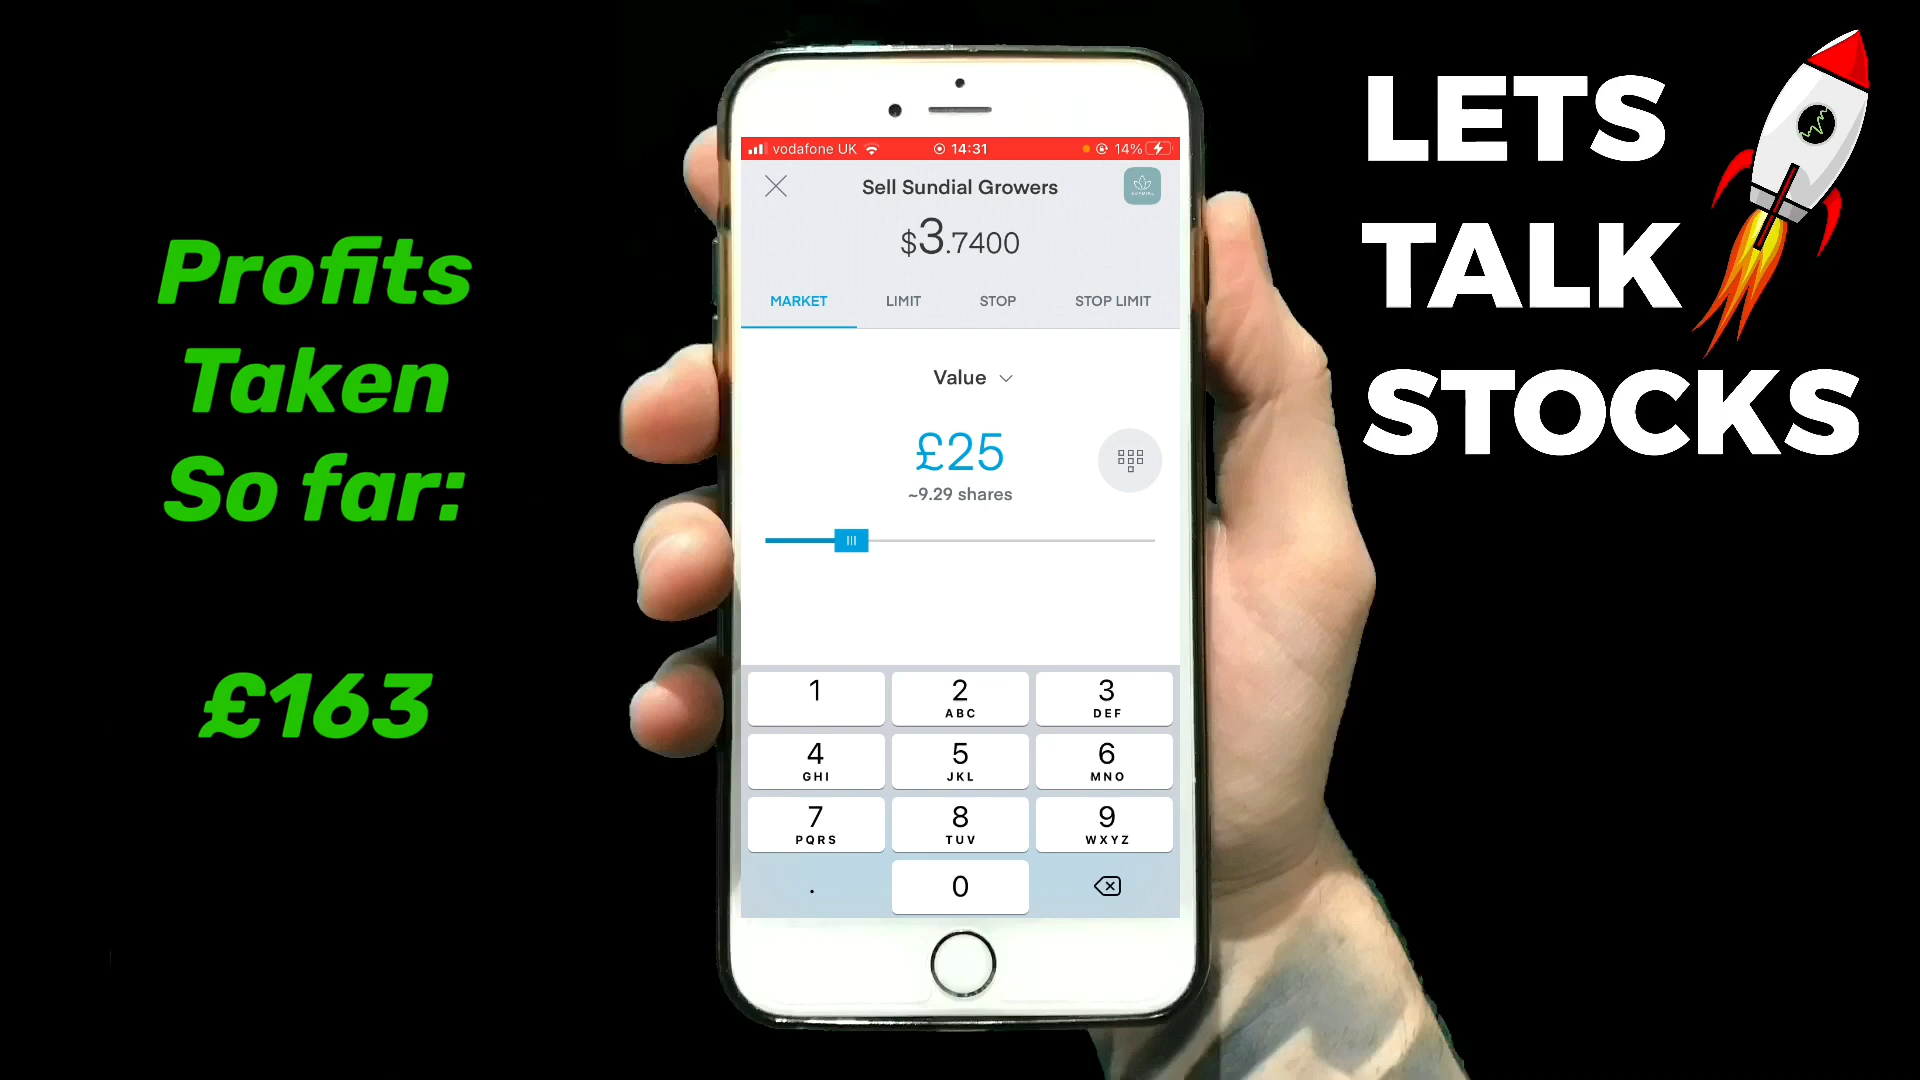 Profits
Taken
So far:
£163
vodafone UK
14:31
14%
Sell Sundial Growers
$3.7400
MARKET
LIMIT
STOP
STOP LIMIT
Value
£25
~9.29 shares
1
2
ABC
3
DEF
4
GHI
5
JKL
6
MNO
7
PQRS
8
TUV
9
WXYZ
.
0
LETS
TALK
STOCKS